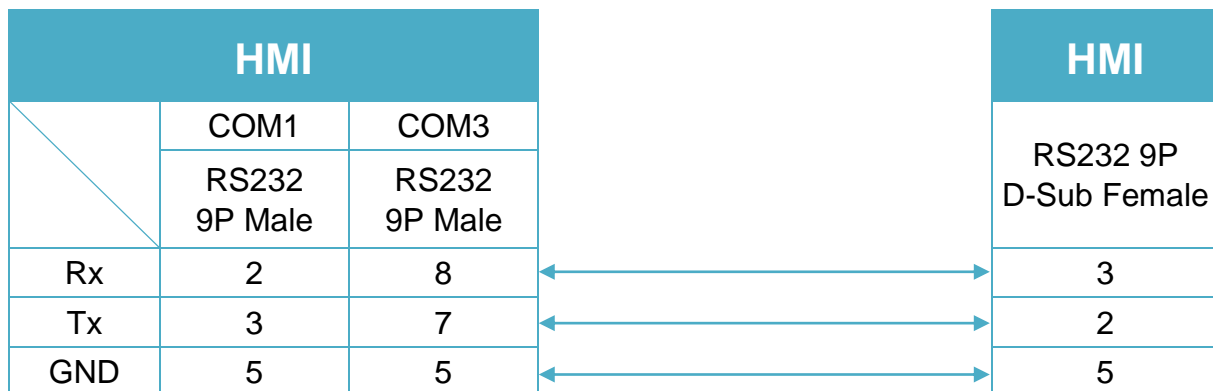 HMI HMI
COM1 COM3
RS232 9P Male RS232 9P Male RS232 9P D-Sub Female
Rx 2 8 3
Tx 3 7 2
GND 5 5 5